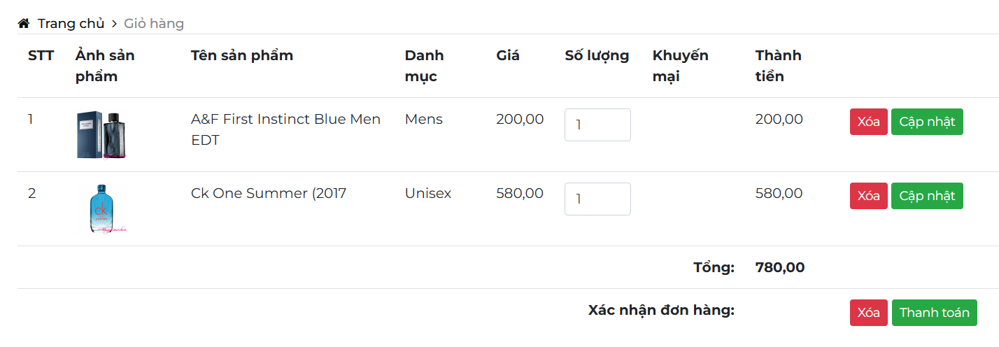 Trang chủ > Giỏ hàng
STT Ảnh sản phẩm Tên sản phẩm Danh mục Giá Số lượng Khuyến mại Thành tiền
1 A&F First Instinct Blue Men EDT Mens 200,00 1 200,00 Xóa Cập nhật
2 ck Ck One Summer (2017 Unisex 580,00 1 580,00 Xóa Cập nhật
Tổng: 780,00
Xác nhận đơn hàng: Xóa Thanh toán